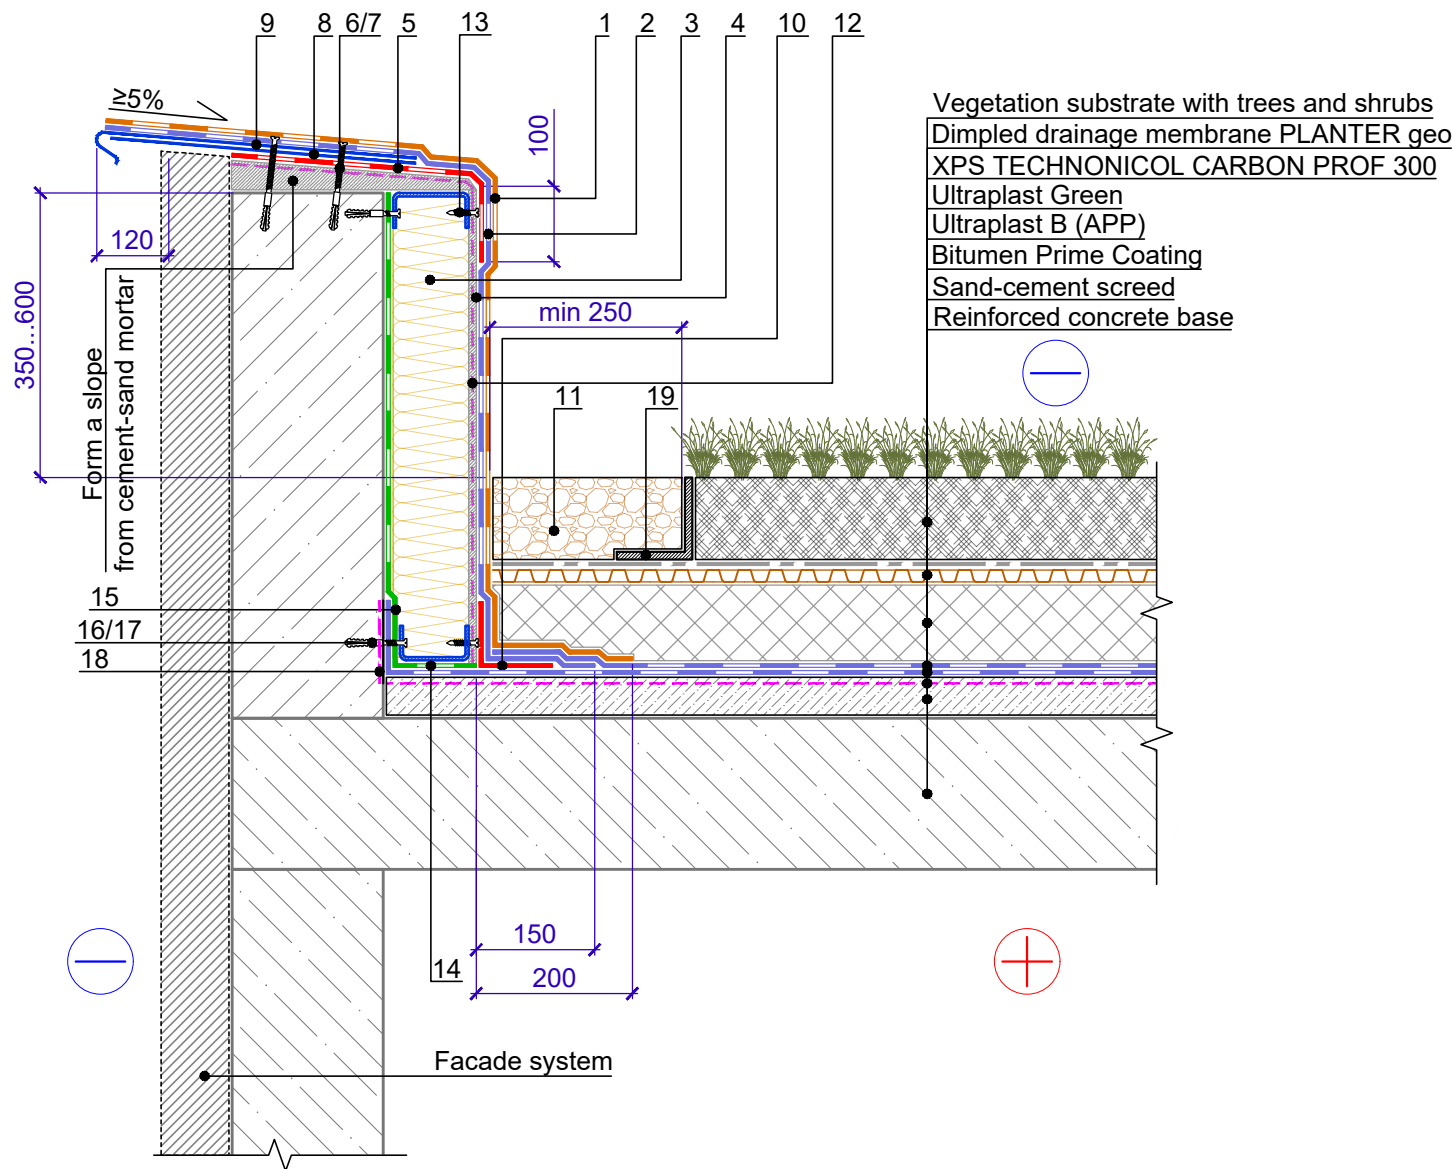 9 8 6/7 5 13 1 2 3 4 10 12
≥5%
100
Vegetation substrate with trees and shrubs
Dimpled drainage membrane PLANTER geo
XPS TECHNONICOL CARBON PROF 300
Ultraplast Green
Ultraplast B (APP)
Bitumen Prime Coating
Sand-cement screed
Reinforced concrete base
120
min 250
350...600
Form a slope
from cement-sand mortar
11 19
15
16/17
18
150
14
200
Facade system